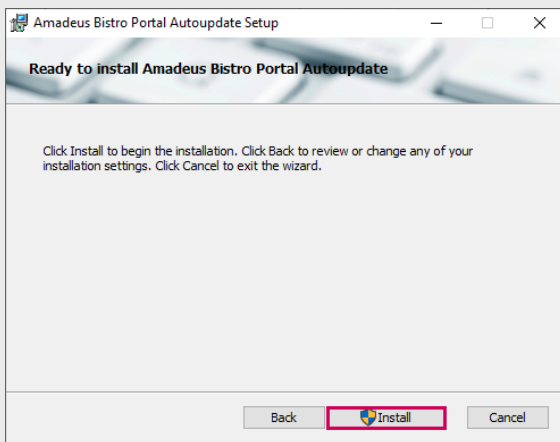 Amadeus Bistro Portal Autoupdate Setup
Ready to install Amadeus Bistro Portal Autoupdate
Click Install to begin the installation. Click Back to review or change any of your
installation settings. Click Cancel to exit the wizard.
Back Install Cancel